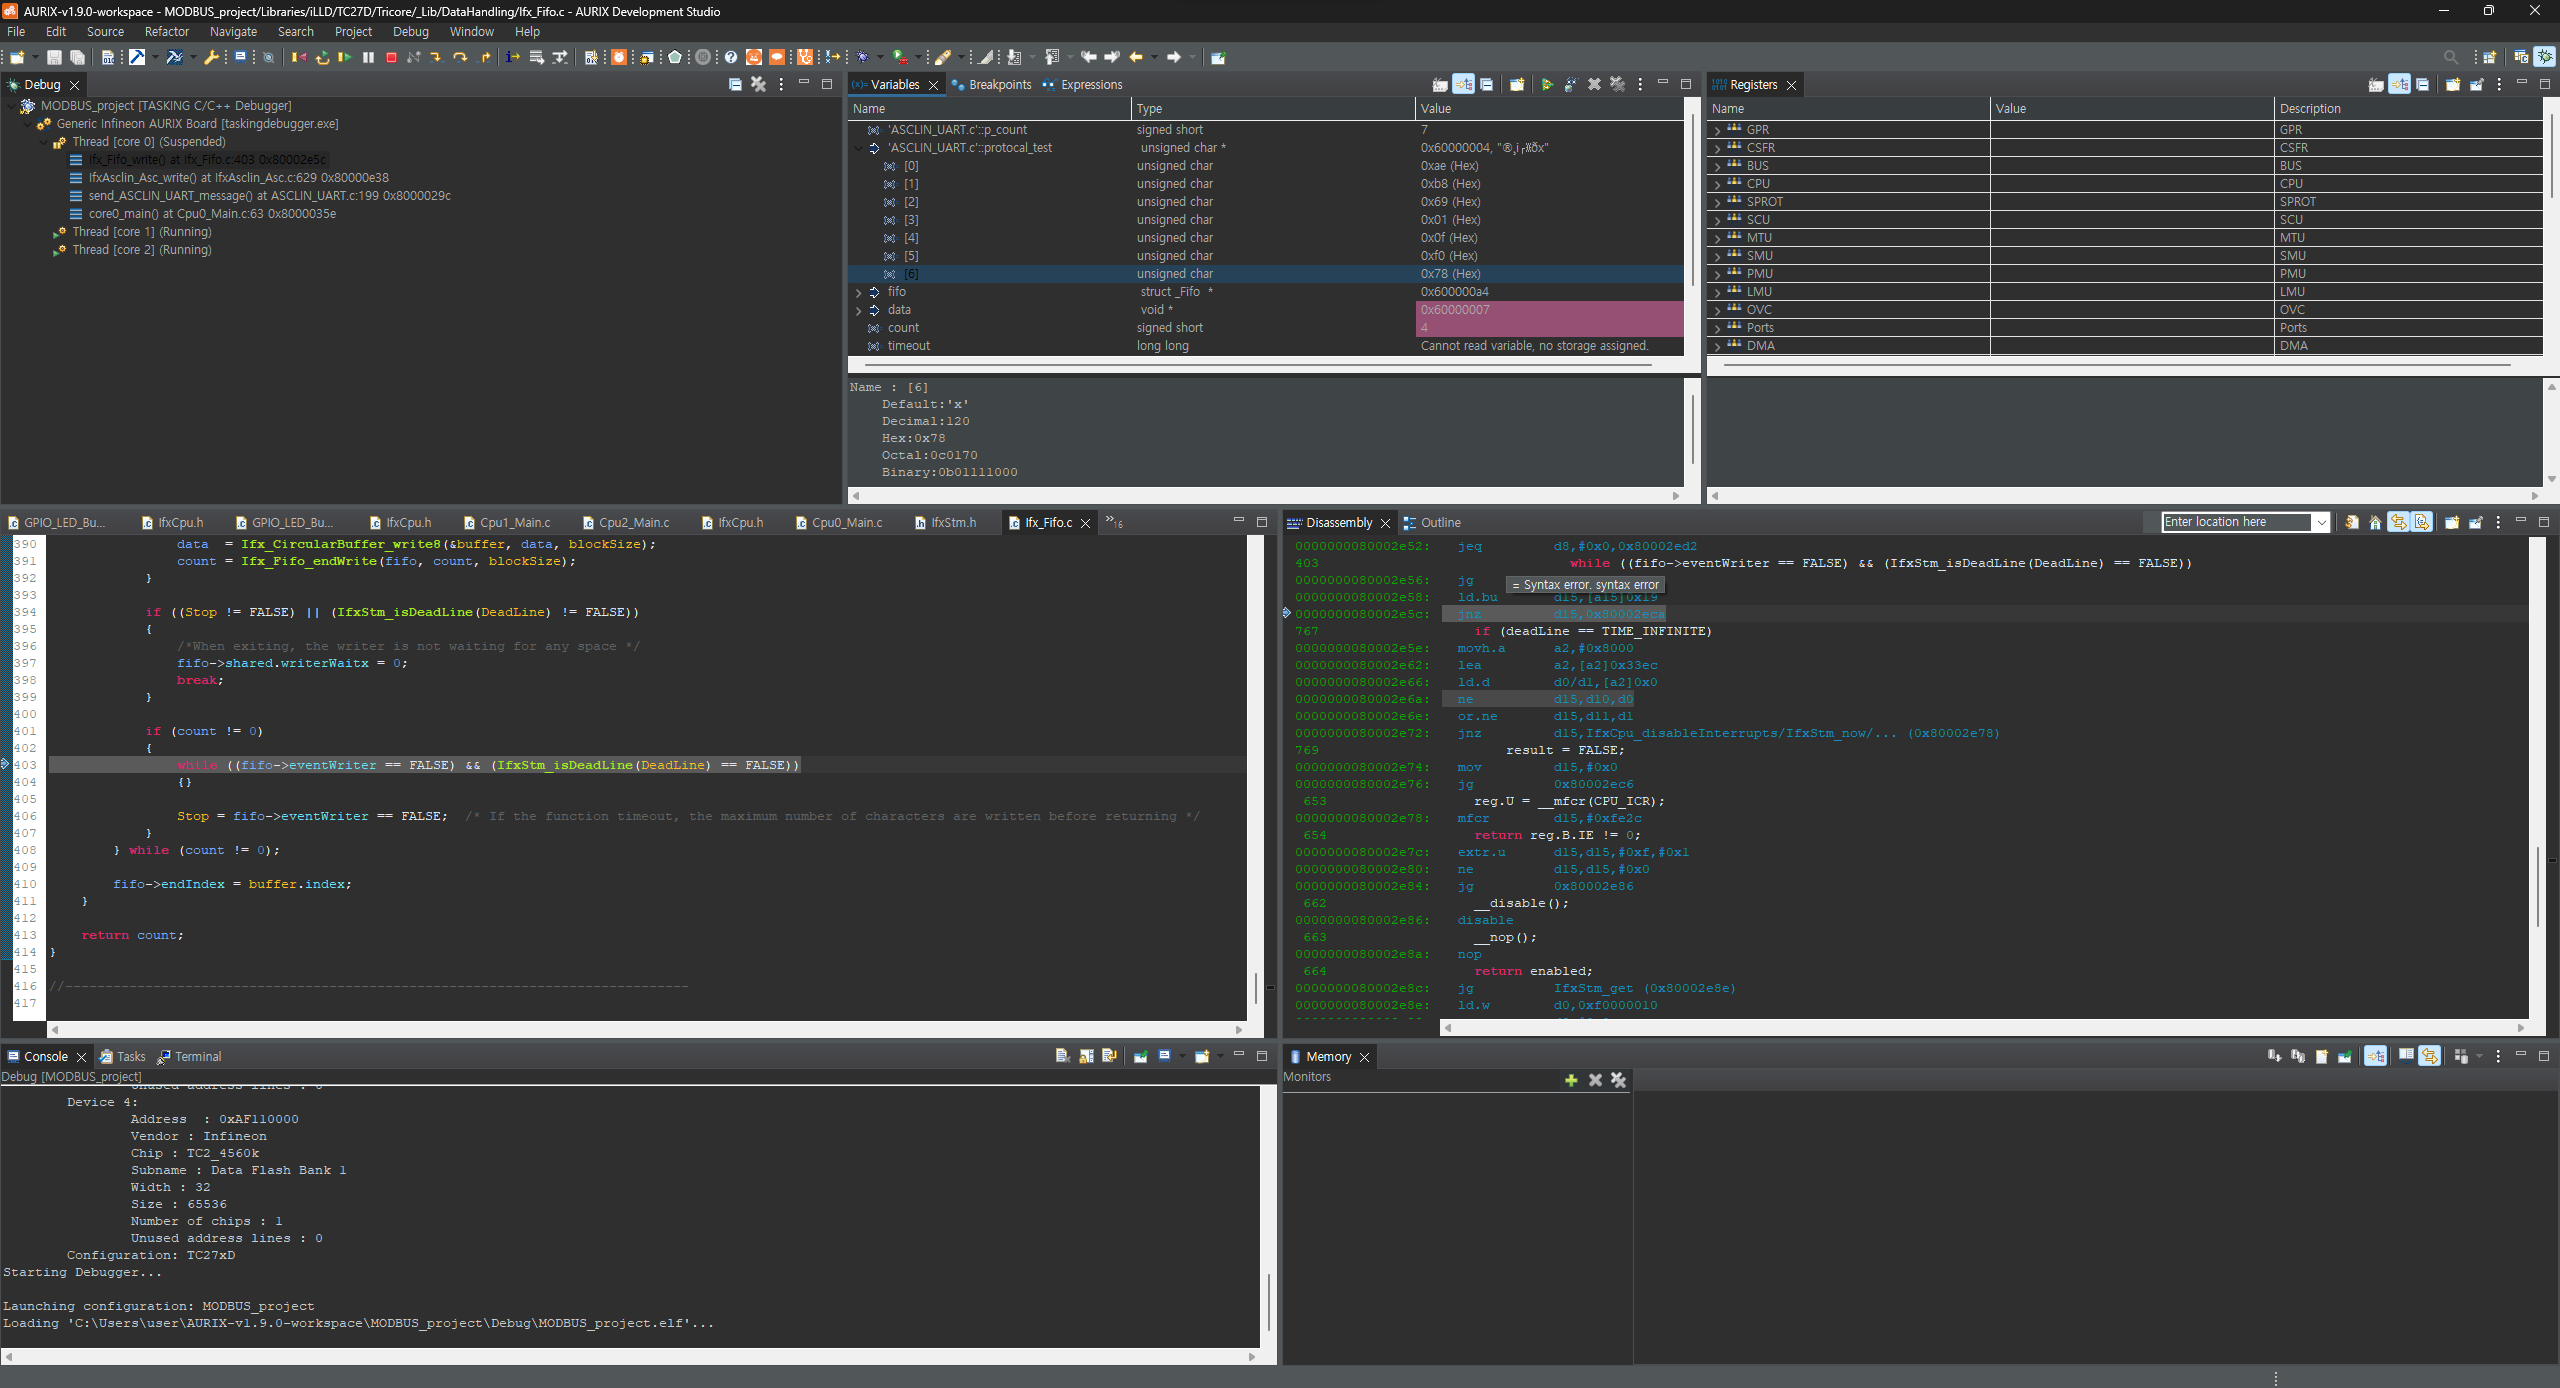 AURIX-v1.9.0-workspace - MODBUS_project/Libraries/iLLD/TC27D/Tricore/_Lib/DataHandling/Ifx_Fifo.c - AURIX Development Studio
File Edit Source Refactor Navigate Search Project Debug Window Help
Debug
MODBUS_project [TASKING C/C++ Debugger]
Generic Infineon AURIX Board [taskingdebugger.exe]
Thread [core 0] (Suspended)
Ifx_Fifo_write() at Ifx_Fifo.c:403 0x80002e5c
IfxAsclin_Asc_write() at IfxAsclin_Asc.c:629 0x80000e38
send_ASCLIN_UART_message() at ASCLIN_UART.c:199 0x8000029c
core0_main() at Cpu0_Main.c:63 0x8000035e
Thread [core 1] (Running)
Thread [core 2] (Running)
Variables Breakpoints Expressions
Name Type Value
'ASCLIN_UART.c'::p_count signed short 7
'ASCLIN_UART.c'::protocal_test unsigned char * 0x60000004,
[0] unsigned char 0xae (Hex)
[1] unsigned char 0xb8 (Hex)
[2] unsigned char 0x69 (Hex)
[3] unsigned char 0x01 (Hex)
[4] unsigned char 0x0f (Hex)
[5] unsigned char 0xf0 (Hex)
[6] unsigned char 0x78 (Hex)
fifo struct _Fifo * 0x600000a4
data void * 0x60000007
count signed short 4
timeout long long Cannot read variable, no storage assigned.
Name : [6]
Default:'x'
Decimal:120
Hex:0x78
Octal:0c0170
Binary:0b01111000
Registers
Name Value Description
GPR GPR
CSFR CSFR
BUS BUS
CPU CPU
SPROT SPROT
SCU SCU
MTU MTU
SMU SMU
PMU PMU
LMU LMU
OVC OVC
Ports Ports
DMA DMA
GPIO_LED_Bu... IfxCpu.h GPIO_LED_Bu... IfxCpu.h Cpu1_Main.c Cpu2_Main.c IfxCpu.h Cpu0_Main.c IfxStm.h Ifx_Fifo.c »16
390 data = Ifx_CircularBuffer_write8(&buffer, data, blockSize);
391 count = Ifx_Fifo_endWrite(fifo, count, blockSize);
392 }
393
394 if ((Stop != FALSE) || (IfxStm_isDeadLine(DeadLine) != FALSE))
395 {
396 /*When exiting, the writer is not waiting for any space */
397 fifo->shared.writerWaitx = 0;
398 break;
399 }
400
401 if (count != 0)
402 {
403 while ((fifo->eventWriter == FALSE) && (IfxStm_isDeadLine(DeadLine) == FALSE))
404 {}
405
406 Stop = fifo->eventWriter == FALSE; /* If the function timeout, the maximum number of characters are written before returning */
407 }
408 } while (count != 0);
409
410 fifo->endIndex = buffer.index;
411 }
412
413 return count;
414 }
415
416 //------------------------------------------------------------------------------
417
Disassembly Outline
Enter location here
0000000080002e52: jeq d8,#0x0,0x80002ed2
403 while ((fifo->eventWriter == FALSE) && (IfxStm_isDeadLine(DeadLine) == FALSE))
0000000080002e56: jg
= Syntax error. syntax error
0000000080002e58: ld.bu d15,[a15]0x19
0000000080002e5c: jnz d15,0x80002eca
767 if (deadLine == TIME_INFINITE)
0000000080002e5e: movh.a a2,#0x8000
0000000080002e62: lea a2,[a2]0x33ec
0000000080002e66: ld.d d0/d1,[a2]0x0
0000000080002e6a: ne d15,d10,d0
0000000080002e6e: or.ne d15,d11,d1
0000000080002e72: jnz d15,IfxCpu_disableInterrupts/IfxStm_now/... (0x80002e78)
769 result = FALSE;
0000000080002e74: mov d15,#0x0
0000000080002e76: jg 0x80002ec6
653 reg.U = __mfcr(CPU_ICR);
0000000080002e78: mfcr d15,#0xfe2c
654 return reg.B.IE != 0;
0000000080002e7c: extr.u d15,d15,#0xf,#0x1
0000000080002e80: ne d15,d15,#0x0
0000000080002e84: jg 0x80002e86
662 __disable();
0000000080002e86: disable
663 __nop();
0000000080002e8a: nop
664 return enabled;
0000000080002e8c: jg IfxStm_get (0x80002e8e)
0000000080002e8e: ld.w d0,0xf0000010
Console Tasks Terminal
Debug [MODBUS_project]
Unused address lines : 0
Device 4:
Address : 0xAF110000
Vendor : Infineon
Chip : TC2_4560k
Subname : Data Flash Bank 1
Width : 32
Size : 65536
Number of chips : 1
Unused address lines : 0
Configuration: TC27xD
Starting Debugger...
Launching configuration: MODBUS_project
Loading 'C:\Users\user\AURIX-v1.9.0-workspace\MODBUS_project\Debug\MODBUS_project.elf'...
Memory
Monitors